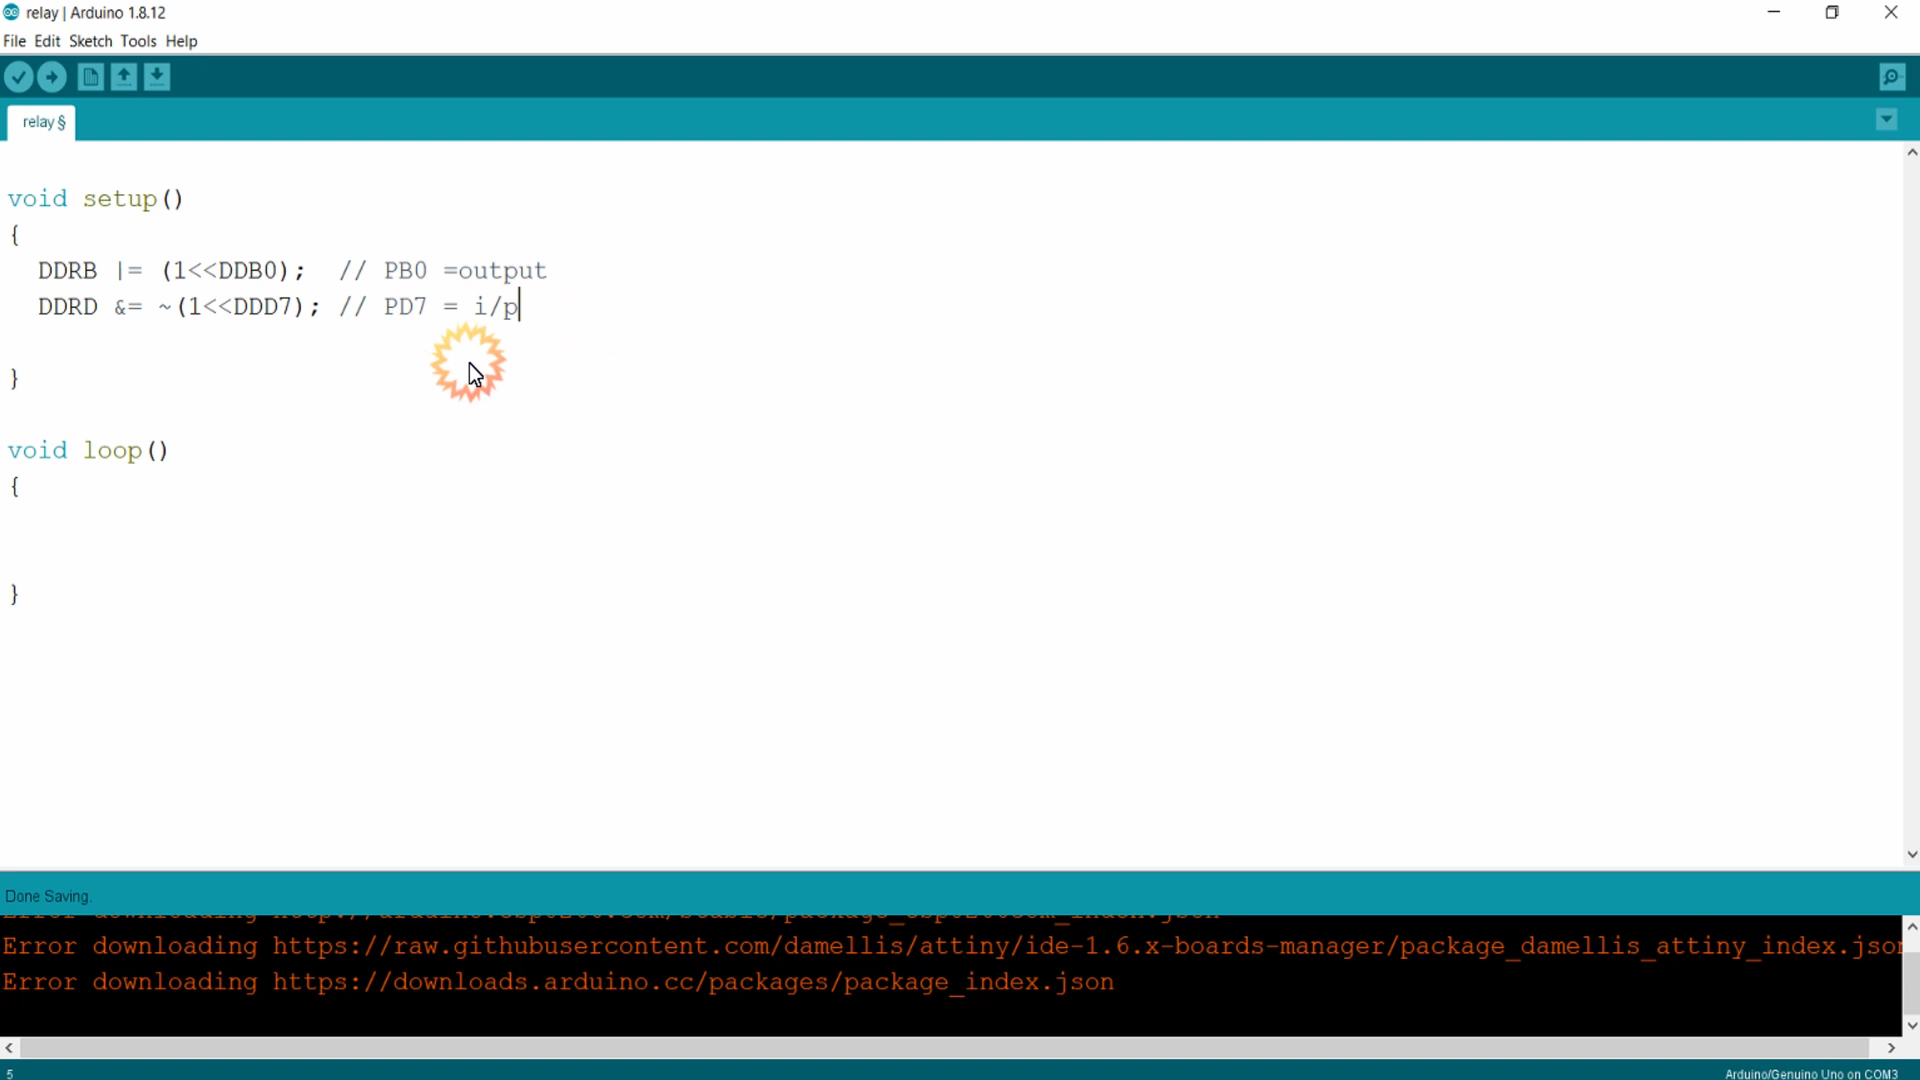 relay | Arduino 1.8.12
File Edit Sketch Tools Help
relay §
void setup()
{
DDRB |= (1<<DDB0); // PB0 =output
DDRD &= ~(1<<DDD7); // PD7 = i/p
}
void loop()
{
}
Done Saving.
Error downloading
Error downloading https://raw.githubusercontent.com/damellis/attiny/ide-1.6.x-boards-manager/package_damellis_attiny_index.json
Error downloading https://downloads.arduino.cc/packages/package_index.json
5
Arduino/Genuino Uno on COM3